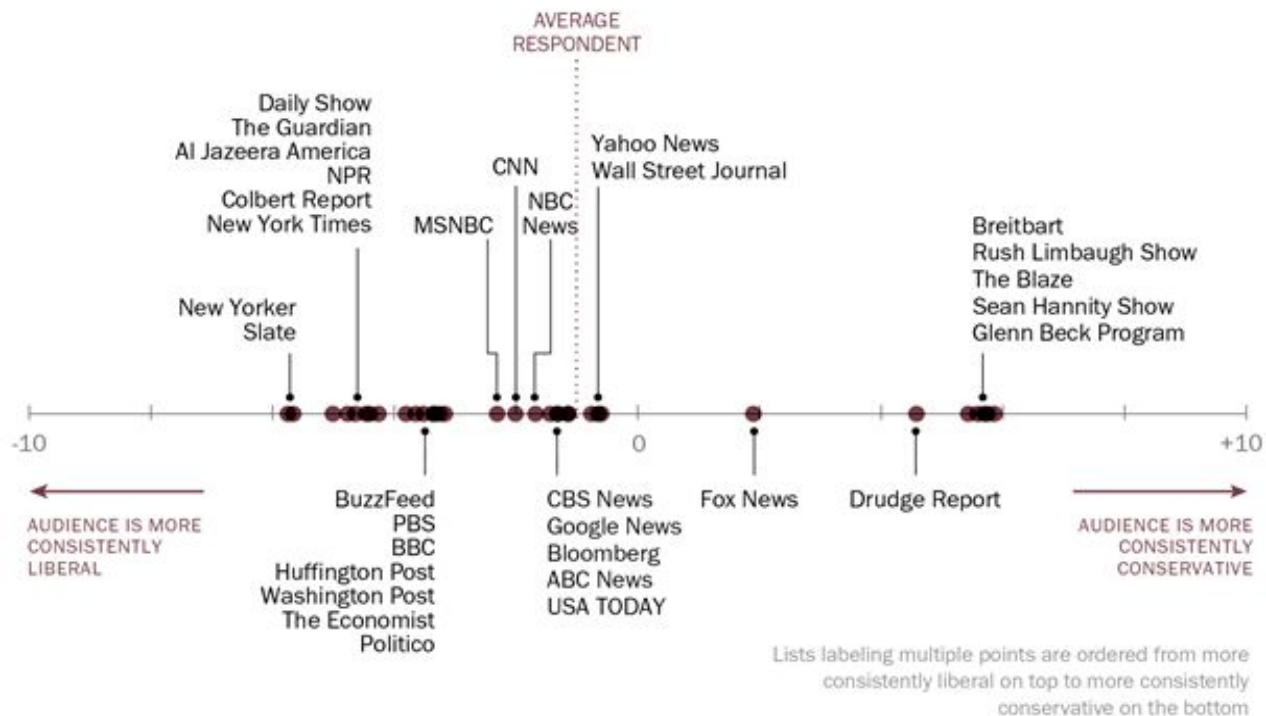 AVERAGE
RESPONDENT
Daily Show
The Guardian
Al Jazeera America
NPR
Colbert Report
New York Times
CNN
Yahoo News
Wall Street Journal
MSNBC
NBC
News
Breitbart
Rush Limbaugh Show
The Blaze
Sean Hannity Show
Glenn Beck Program
New Yorker
Slate
-10
0
+10
BuzzFeed
PBS
BBC
Huffington Post
Washington Post
The Economist
Politico
CBS News
Google News
Bloomberg
ABC News
USA TODAY
Fox News
Drudge Report
AUDIENCE IS MORE
CONSISTENTLY
LIBERAL
AUDIENCE IS MORE
CONSISTENTLY
CONSERVATIVE
Lists labeling multiple points are ordered from more
consistently liberal on top to more consistently
conservative on the bottom